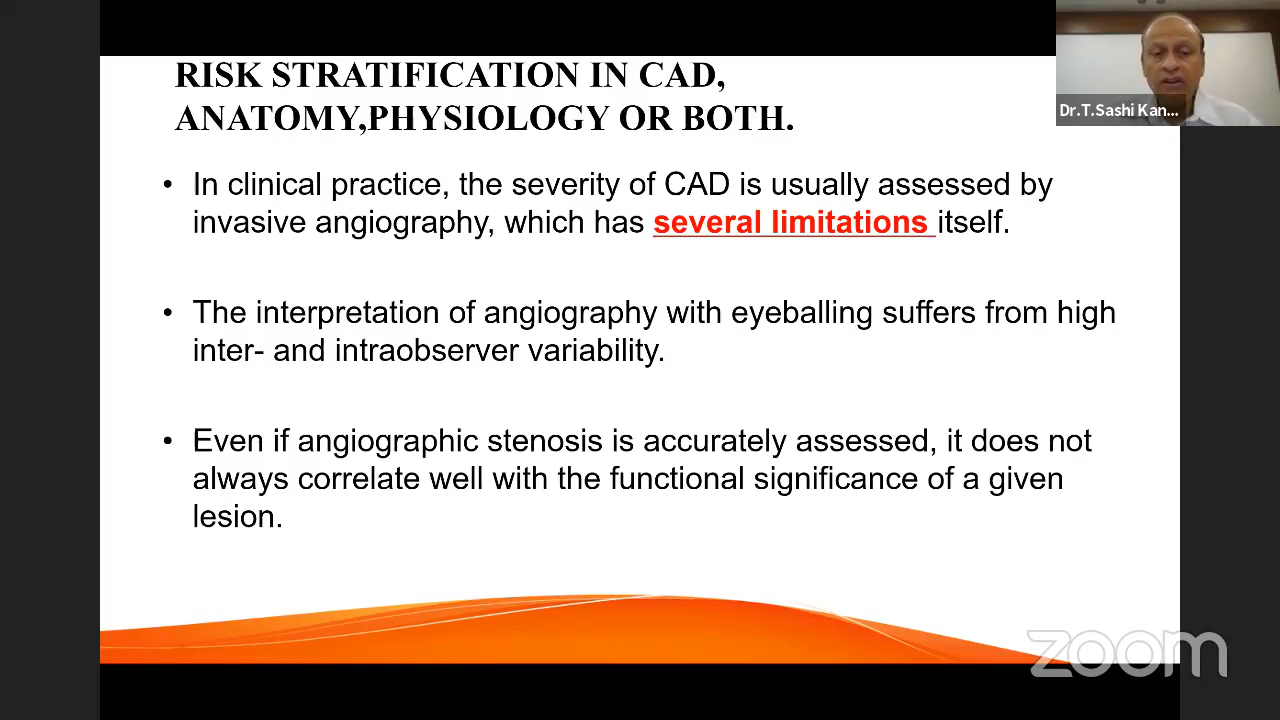 RISK STRATIFICATION IN CAD,
ANATOMY,PHYSIOLOGY OR BOTH.
Dr.T.Sashi Kan...
• In clinical practice, the severity of CAD is usually assessed by
invasive angiography, which has several limitations itself.
• The interpretation of angiography with eyeballing suffers from high
inter- and intraobserver variability.
• Even if angiographic stenosis is accurately assessed, it does not
always correlate well with the functional significance of a given
lesion.
zoom